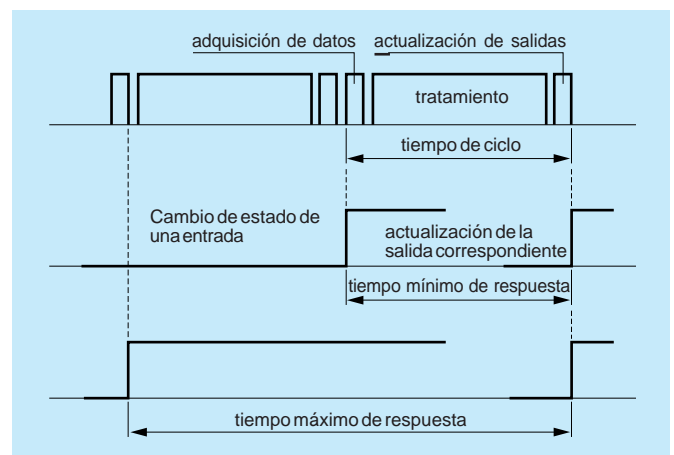 adquisición de datos
actualización de salidas
tratamiento
tiempo de ciclo
Cambio de estado de
una entrada
actualización de la
salida correspondiente
tiempo mínimo de respuesta
tiempo máximo de respuesta